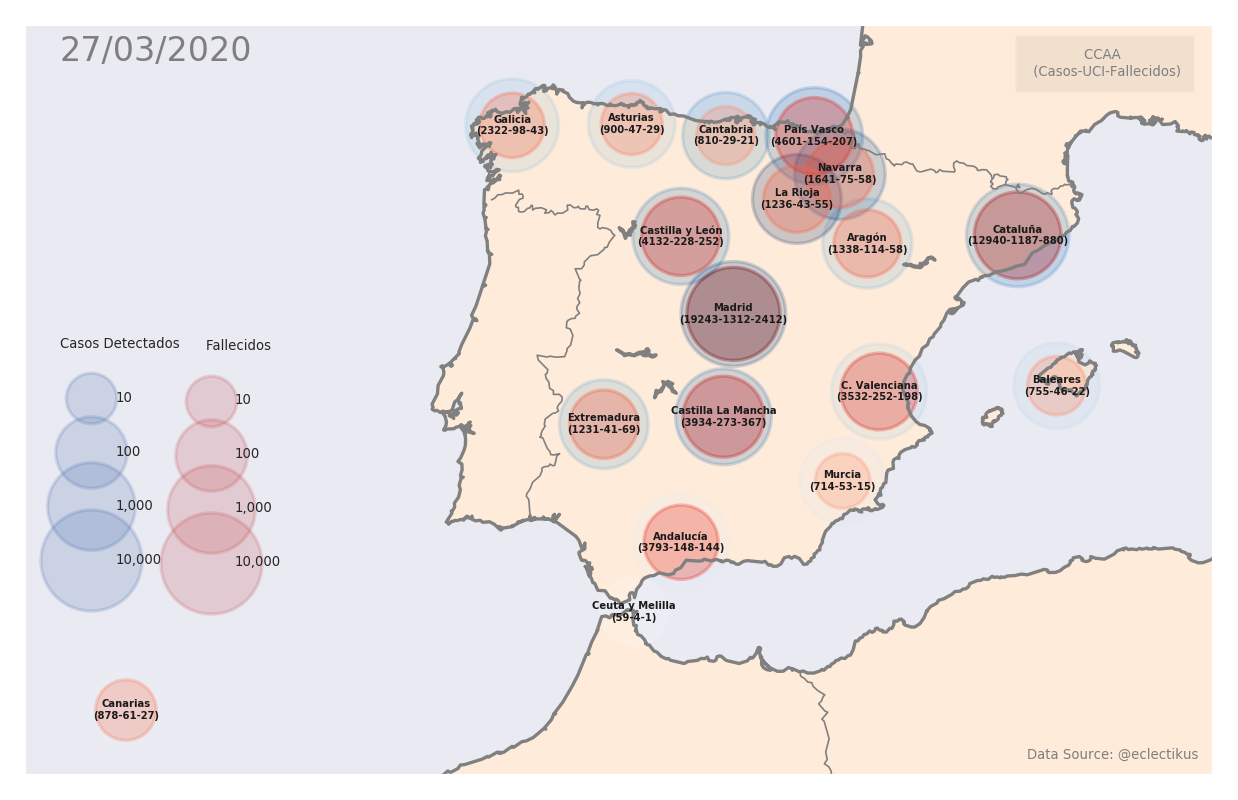 27/03/2020
CCAA
(Casos-UCI-Fallecidos)
Galicia
(2322-98-43)
Asturias
(900-47-29)
Cantabria
(810-29-21)
País Vasco
(4601-154-207)
Navarra
(1641-75-58)
La Rioja
(1236-43-55)
Castilla y León
(4132-228-252)
Aragón
(1338-114-58)
Cataluña
(12940-1187-880)
Madrid
(19243-1312-2412)
Casos Detectados
Fallecidos
10
10
100
100
1,000
1,000
10,000
10,000
C. Valenciana
(3532-252-198)
Baleares
(755-46-22)
Castilla La Mancha
(3934-273-367)
Extremadura
(1231-41-69)
Murcia
(714-53-15)
Andalucía
(3793-148-144)
Ceuta y Melilla
(59-4-1)
Canarias
(878-61-27)
Data Source: @eclectikus